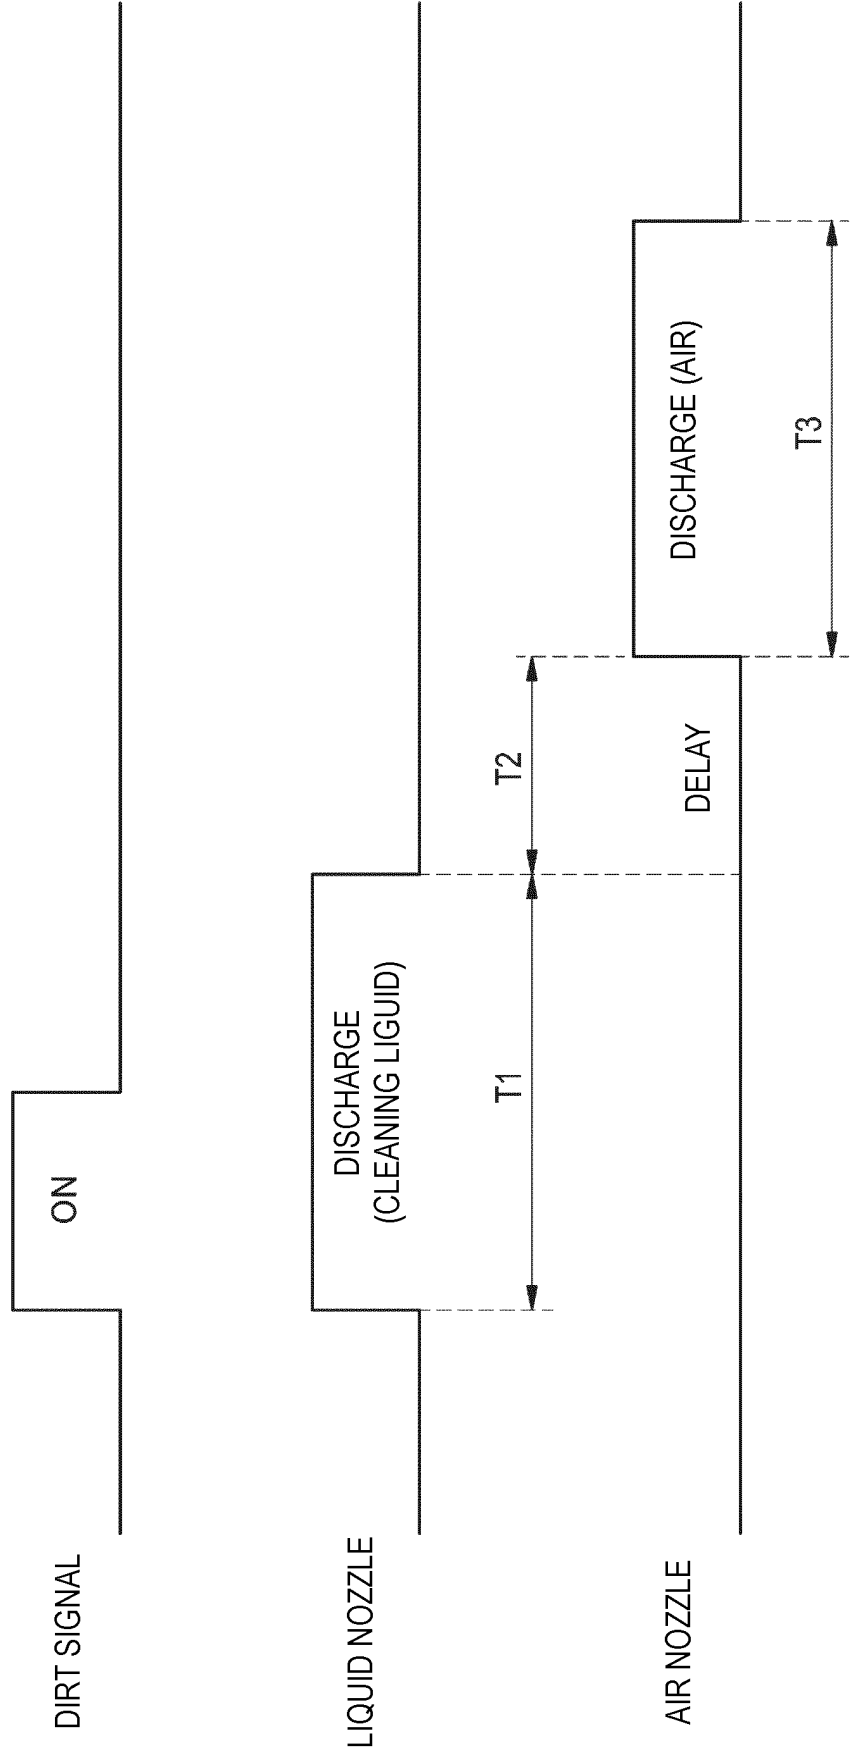 DIRT SIGNAL
ON
LIQUID NOZZLE
DISCHARGE
(CLEANING LIGUID)
T1
T2
AIR NOZZLE
DELAY
DISCHARGE (AIR)
T3